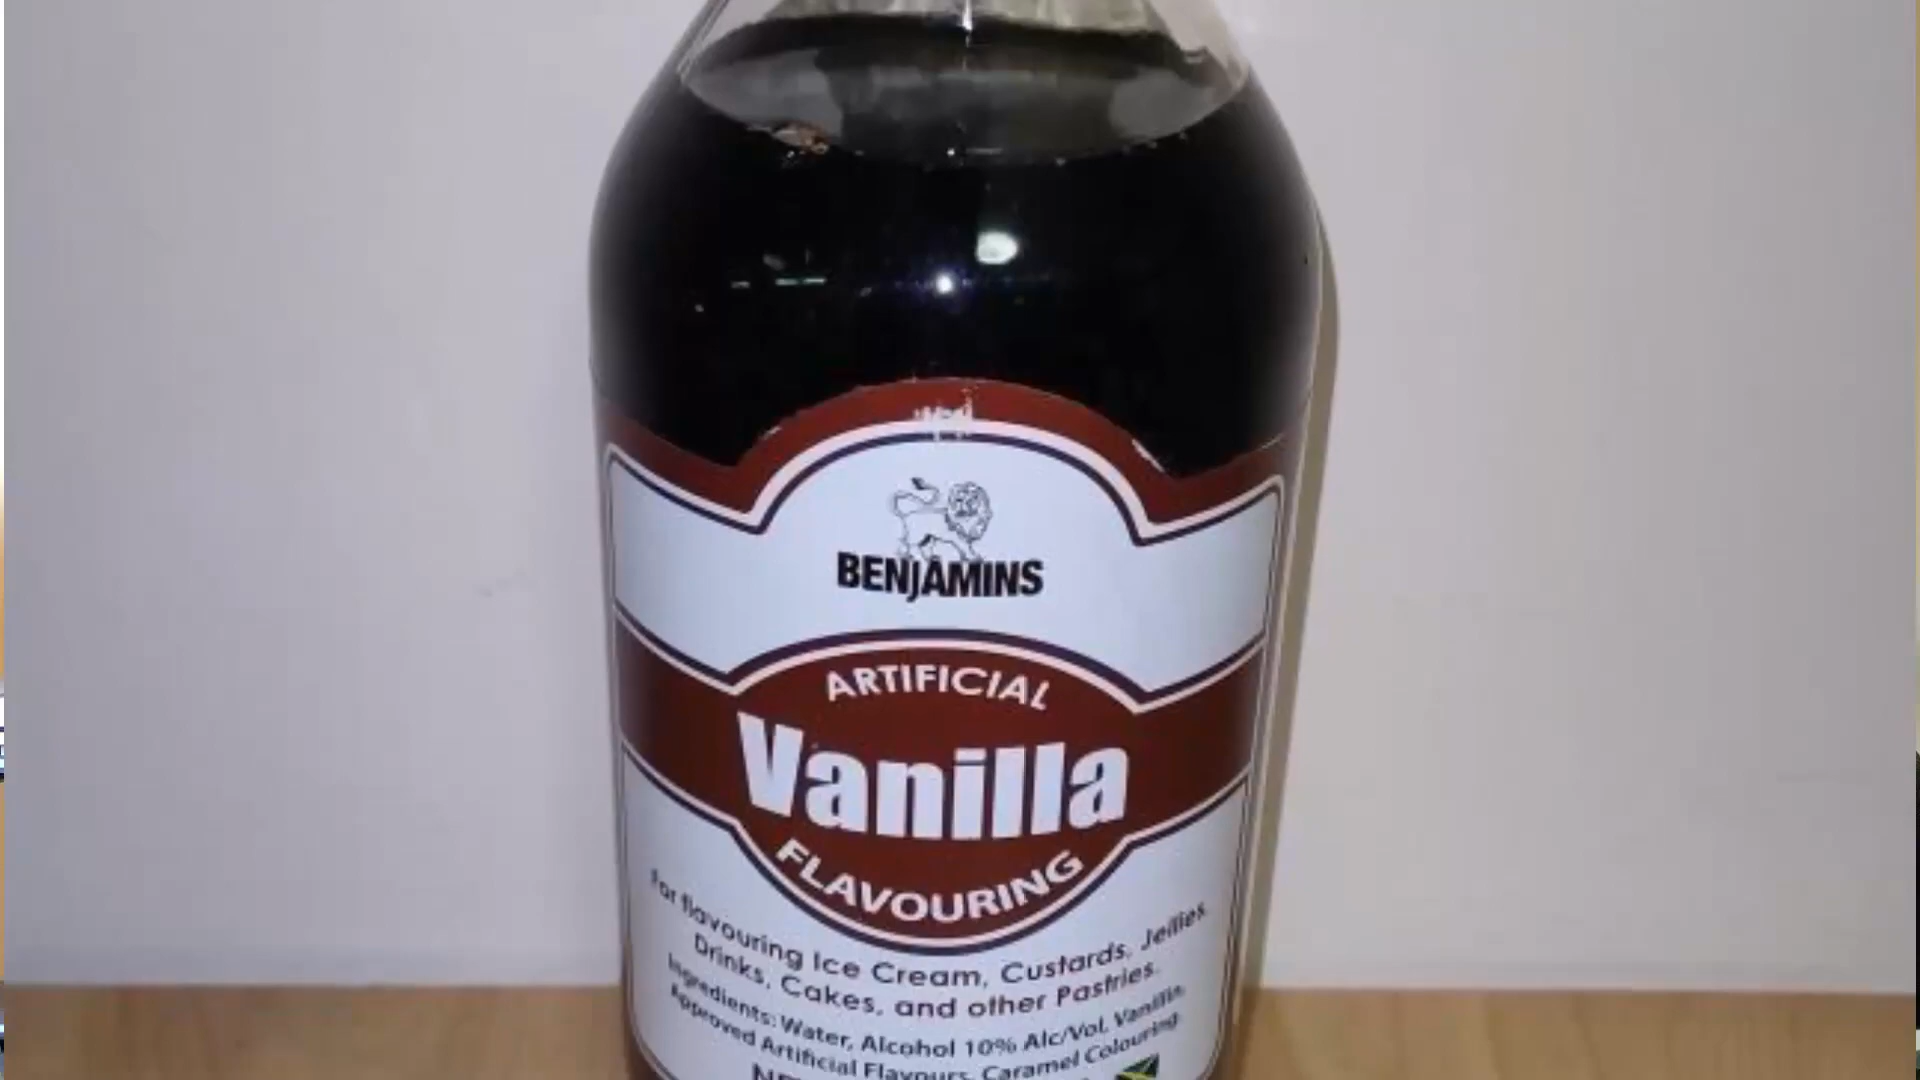 BENJAMINS
ARTIFICIAL
Vanilla
FLAVOURING
For flavouring Ice Cream, Custards, Jellies,
Drinks, Cakes, and other Pastries.
Ingredients: Water, Alcohol 10% Alc/Vol, Vanillin,
Approved Artificial Flavours, Caramel Colouring.